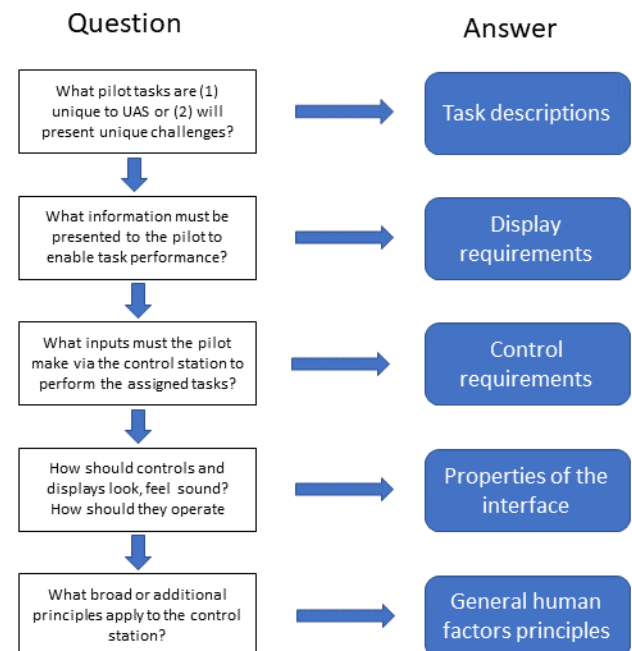 Question
Answer
What pilot tasks are (1)
unique to UAS or (2) will
present unique challenges?
Task descriptions
What information must be
presented to the pilot to
enable task performance?
Display
requirements
What inputs must the pilot
make via the control station to
perform the assigned tasks?
Control
requirements
How should controls and
displays look, feel sound?
How should they operate
Properties of the
interface
What broad or additional
principles apply to the control
station?
General human
factors principles